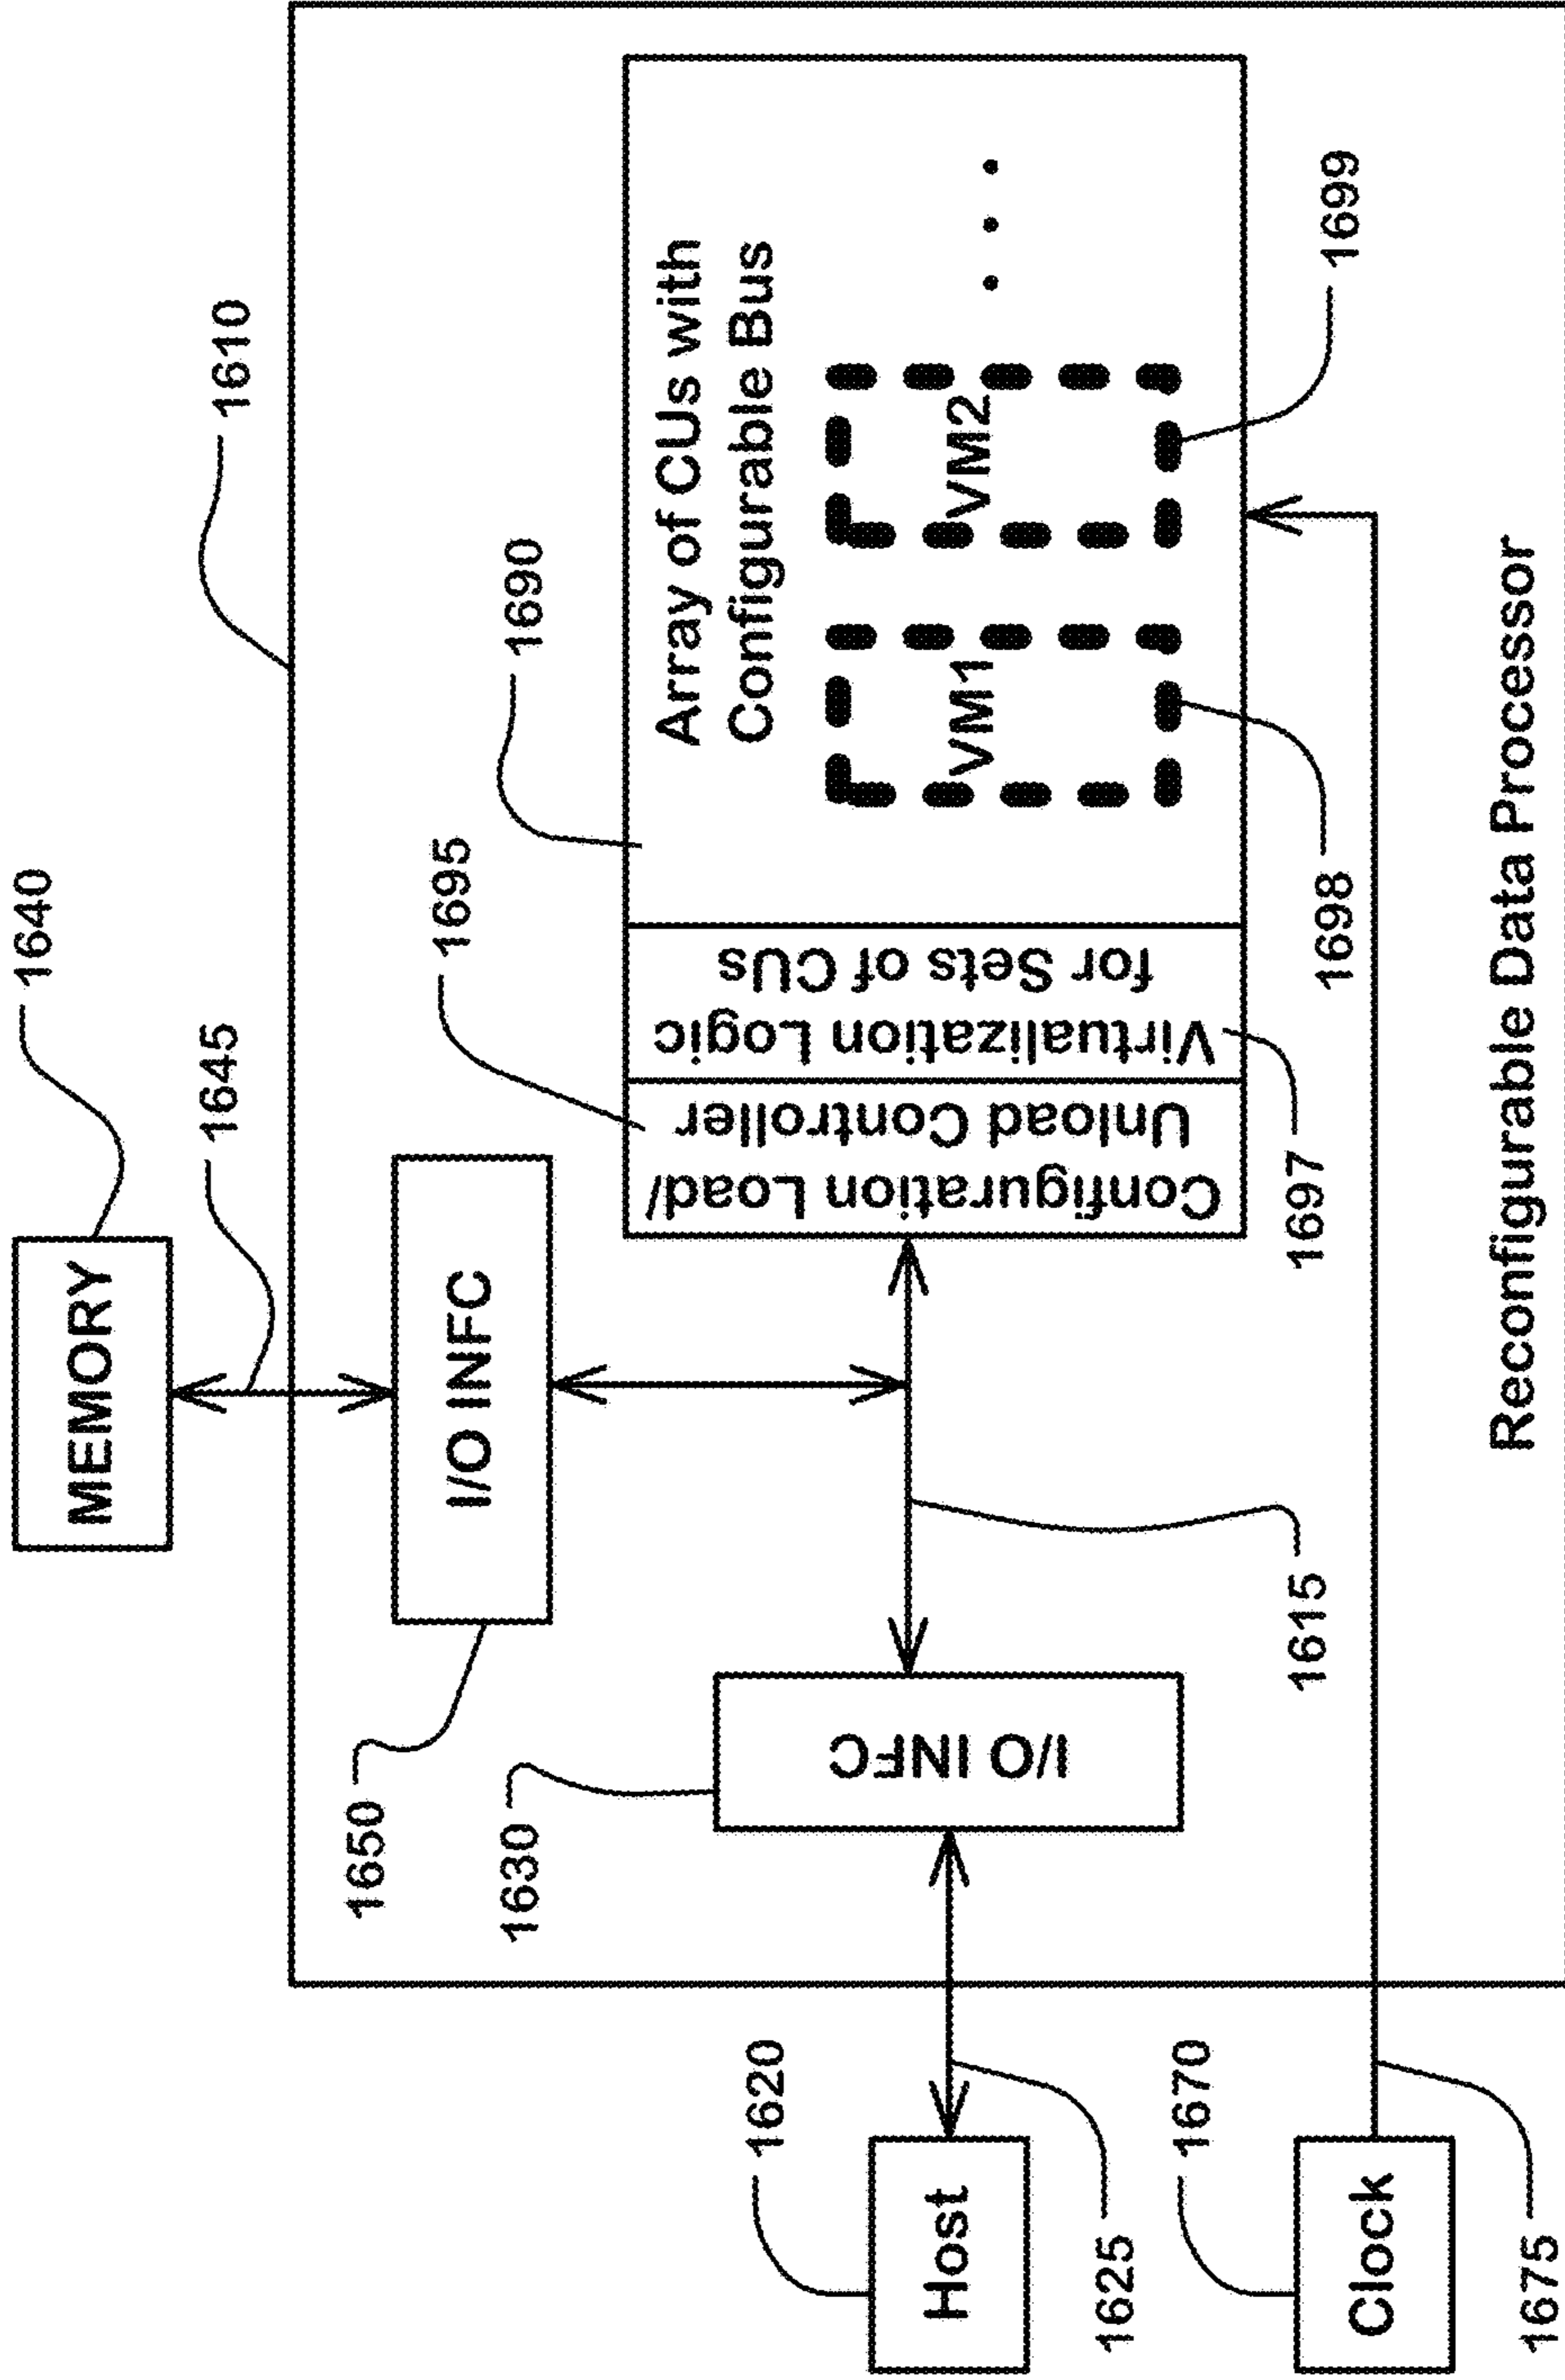 1640
MEMORY
1645
1610
I/O INFC
1650
1630
I/O INFC
1615
1695
1690
Configuration Load/
Unload Controller
Virtualization Logic
for Sets of CUs
Array of CUs with
Configurable Bus
VM1
VM2
1697
1698
1699
1620
Host
1625
1670
Clock
1675
Reconfigurable Data Processor